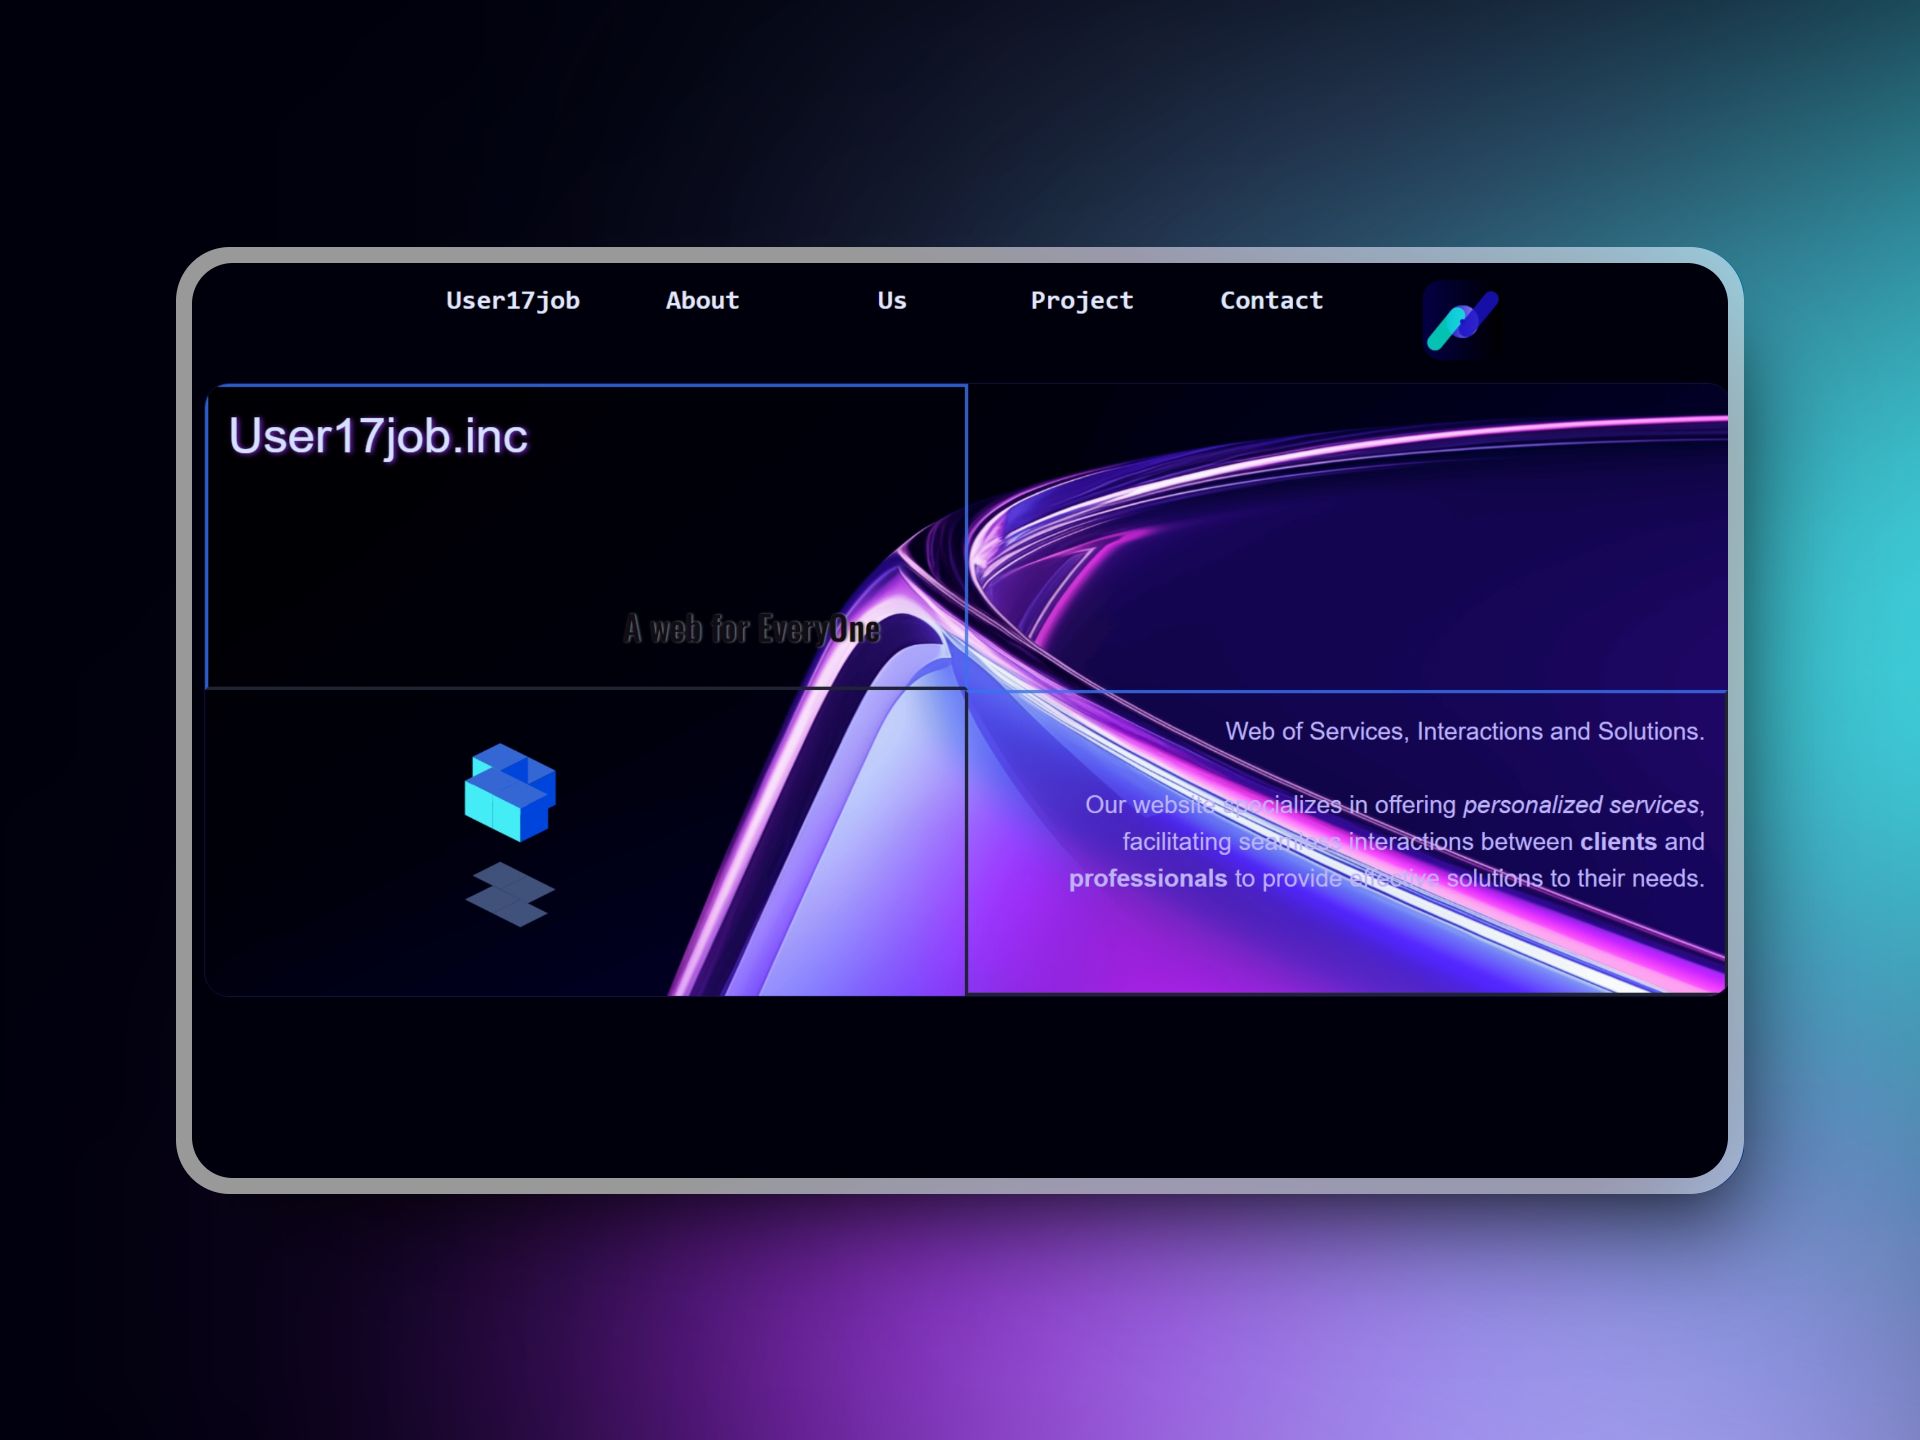 User17job About Us Project Contact
User17job.inc
A web for EveryOne
Web of Services, Interactions and Solutions.
Our website specializes in offering personalized services,
facilitating seamless interactions between clients and
professionals to provide effective solutions to their needs.